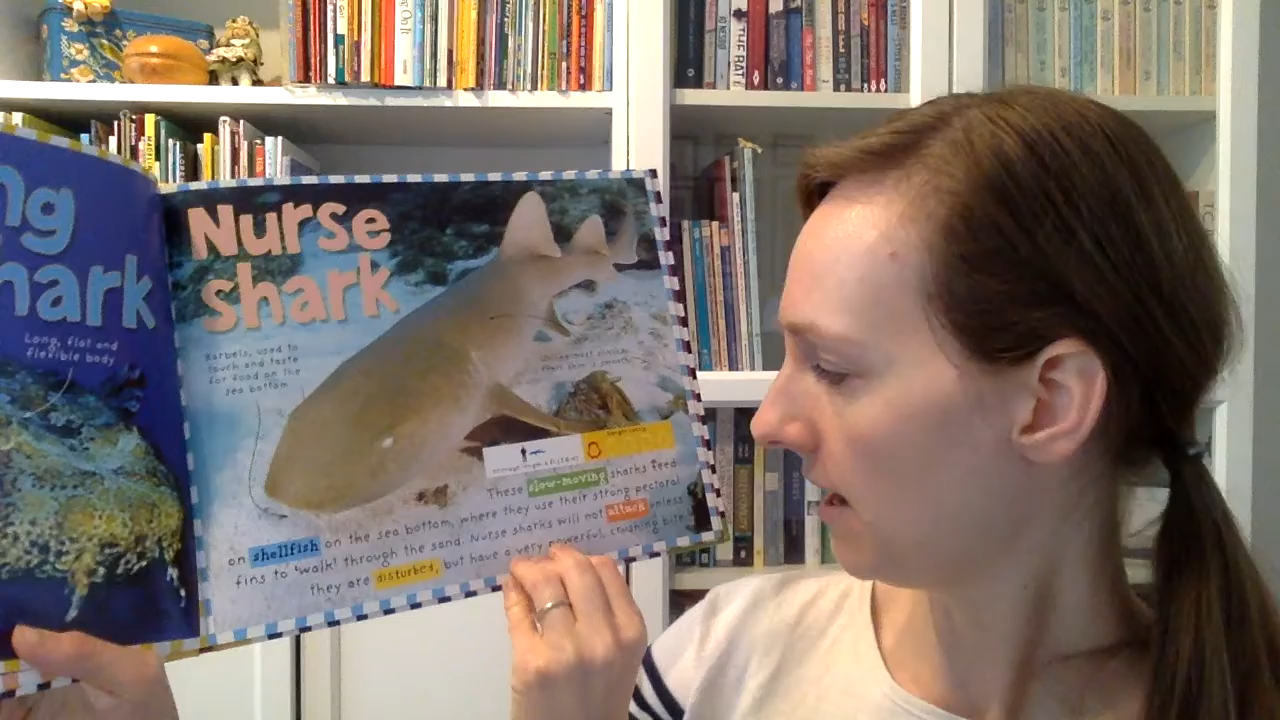 ng
hark
Long, flat and
flexible body
Nurse
shark
Barbels, used to
touch and taste
for food on the
sea bottom
These slow-moving sharks feed
on shellfish on the sea bottom, where they use their strong pectoral
fins to 'walk' through the sand. Nurse sharks will not attack unless
they are disturbed, but have a very powerful, crushing bite